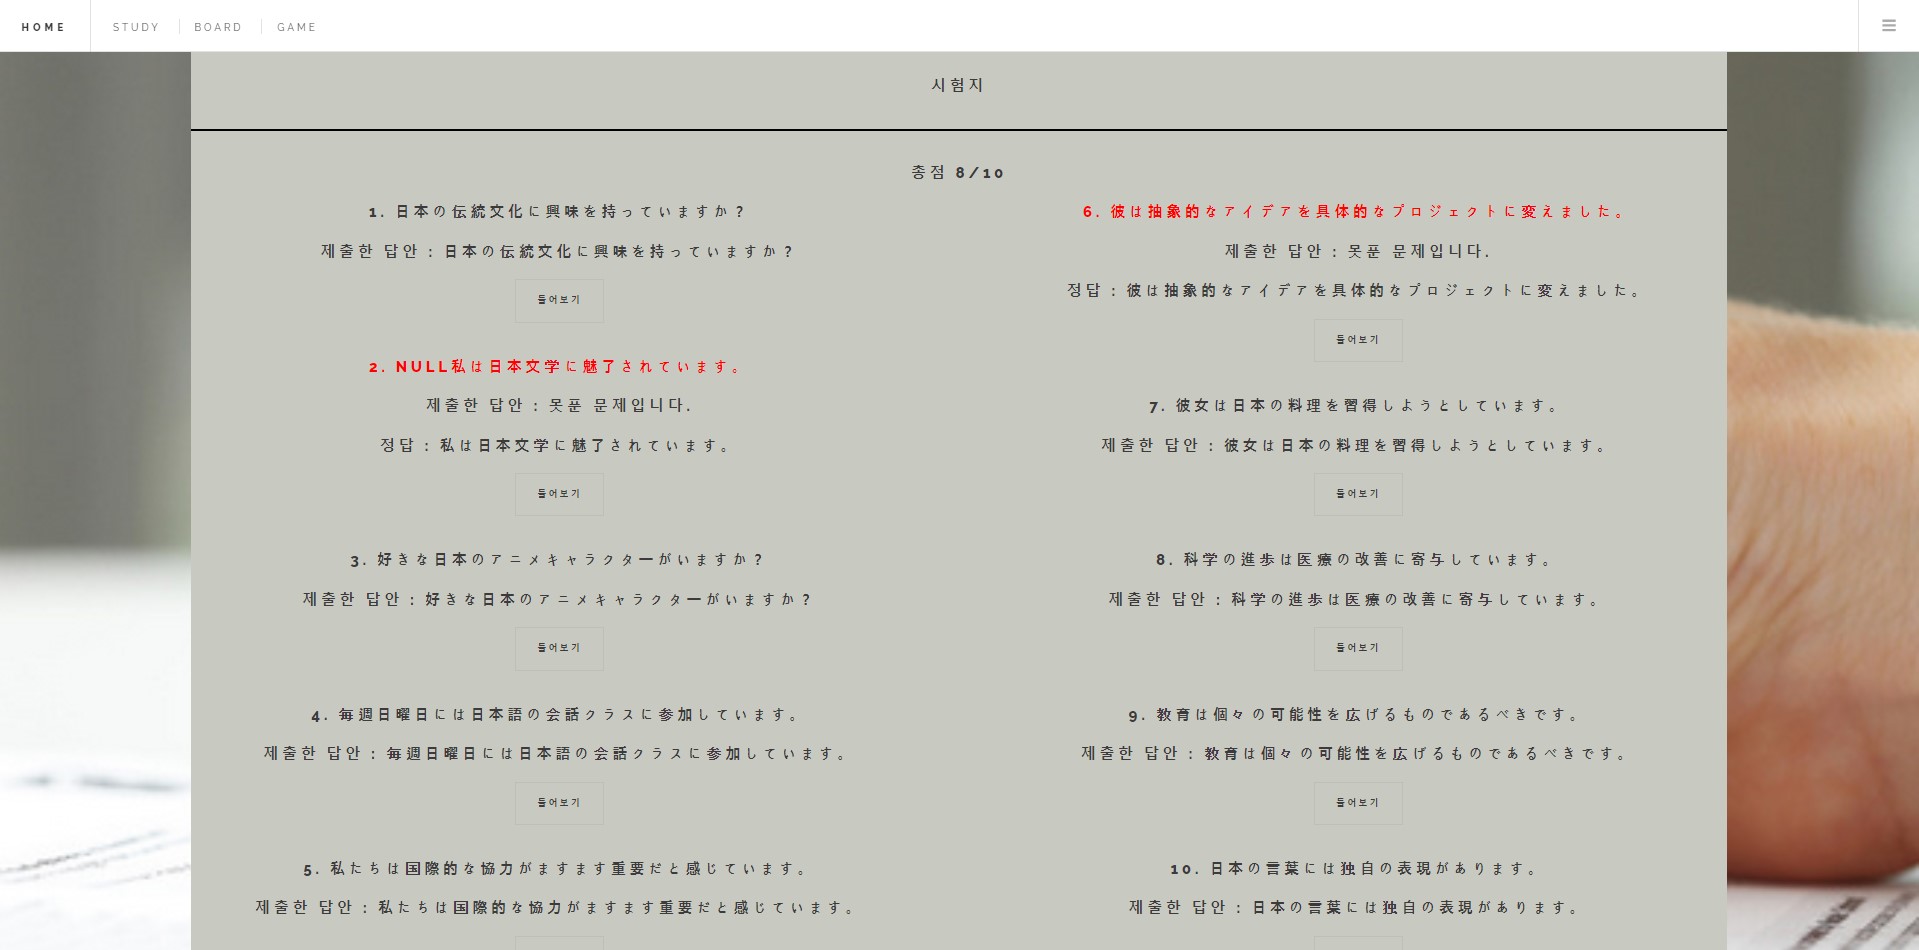 HOME
STUDY
BOARD
GAME
시험지
총점 8/10
1. 日本の伝統文化に興味を持っていますか?
제출한 답안 : 日本の伝統文化に興味を持っていますか?
들어보기
2. NULL私は日本文学に魅了されています。
제출한 답안 : 못푼 문제입니다.
정답 : 私は日本文学に魅了されています。
들어보기
3. 好きな日本のアニメキャラクターがいますか?
제출한 답안 : 好きな日本のアニメキャラクターがいますか?
들어보기
4. 毎週日曜日には日本語の会話クラスに参加しています。
제출한 답안 : 毎週日曜日には日本語の会話クラスに参加しています。
들어보기
5. 私たちは国際的な協力がますます重要だと感じています。
제출한 답안 : 私たちは国際的な協力がますます重要だと感じています。
6. 彼は抽象的なアイデアを具体的なプロジェクトに変えました。
제출한 답안 : 못푼 문제입니다.
정답 : 彼は抽象的なアイデアを具体的なプロジェクトに変えました。
들어보기
7. 彼女は日本の料理を習得しようとしています。
제출한 답안 : 彼女は日本の料理を習得しようとしています。
들어보기
8. 科学の進歩は医療の改善に寄与しています。
제출한 답안 : 科学の進歩は医療の改善に寄与しています。
들어보기
9. 教育は個々の可能性を広げるものであるべきです。
제출한 답안 : 教育は個々の可能性を広げるものであるべきです。
들어보기
10. 日本の言葉には独自の表現があります。
제출한 답안 : 日本の言葉には独自の表現があります。